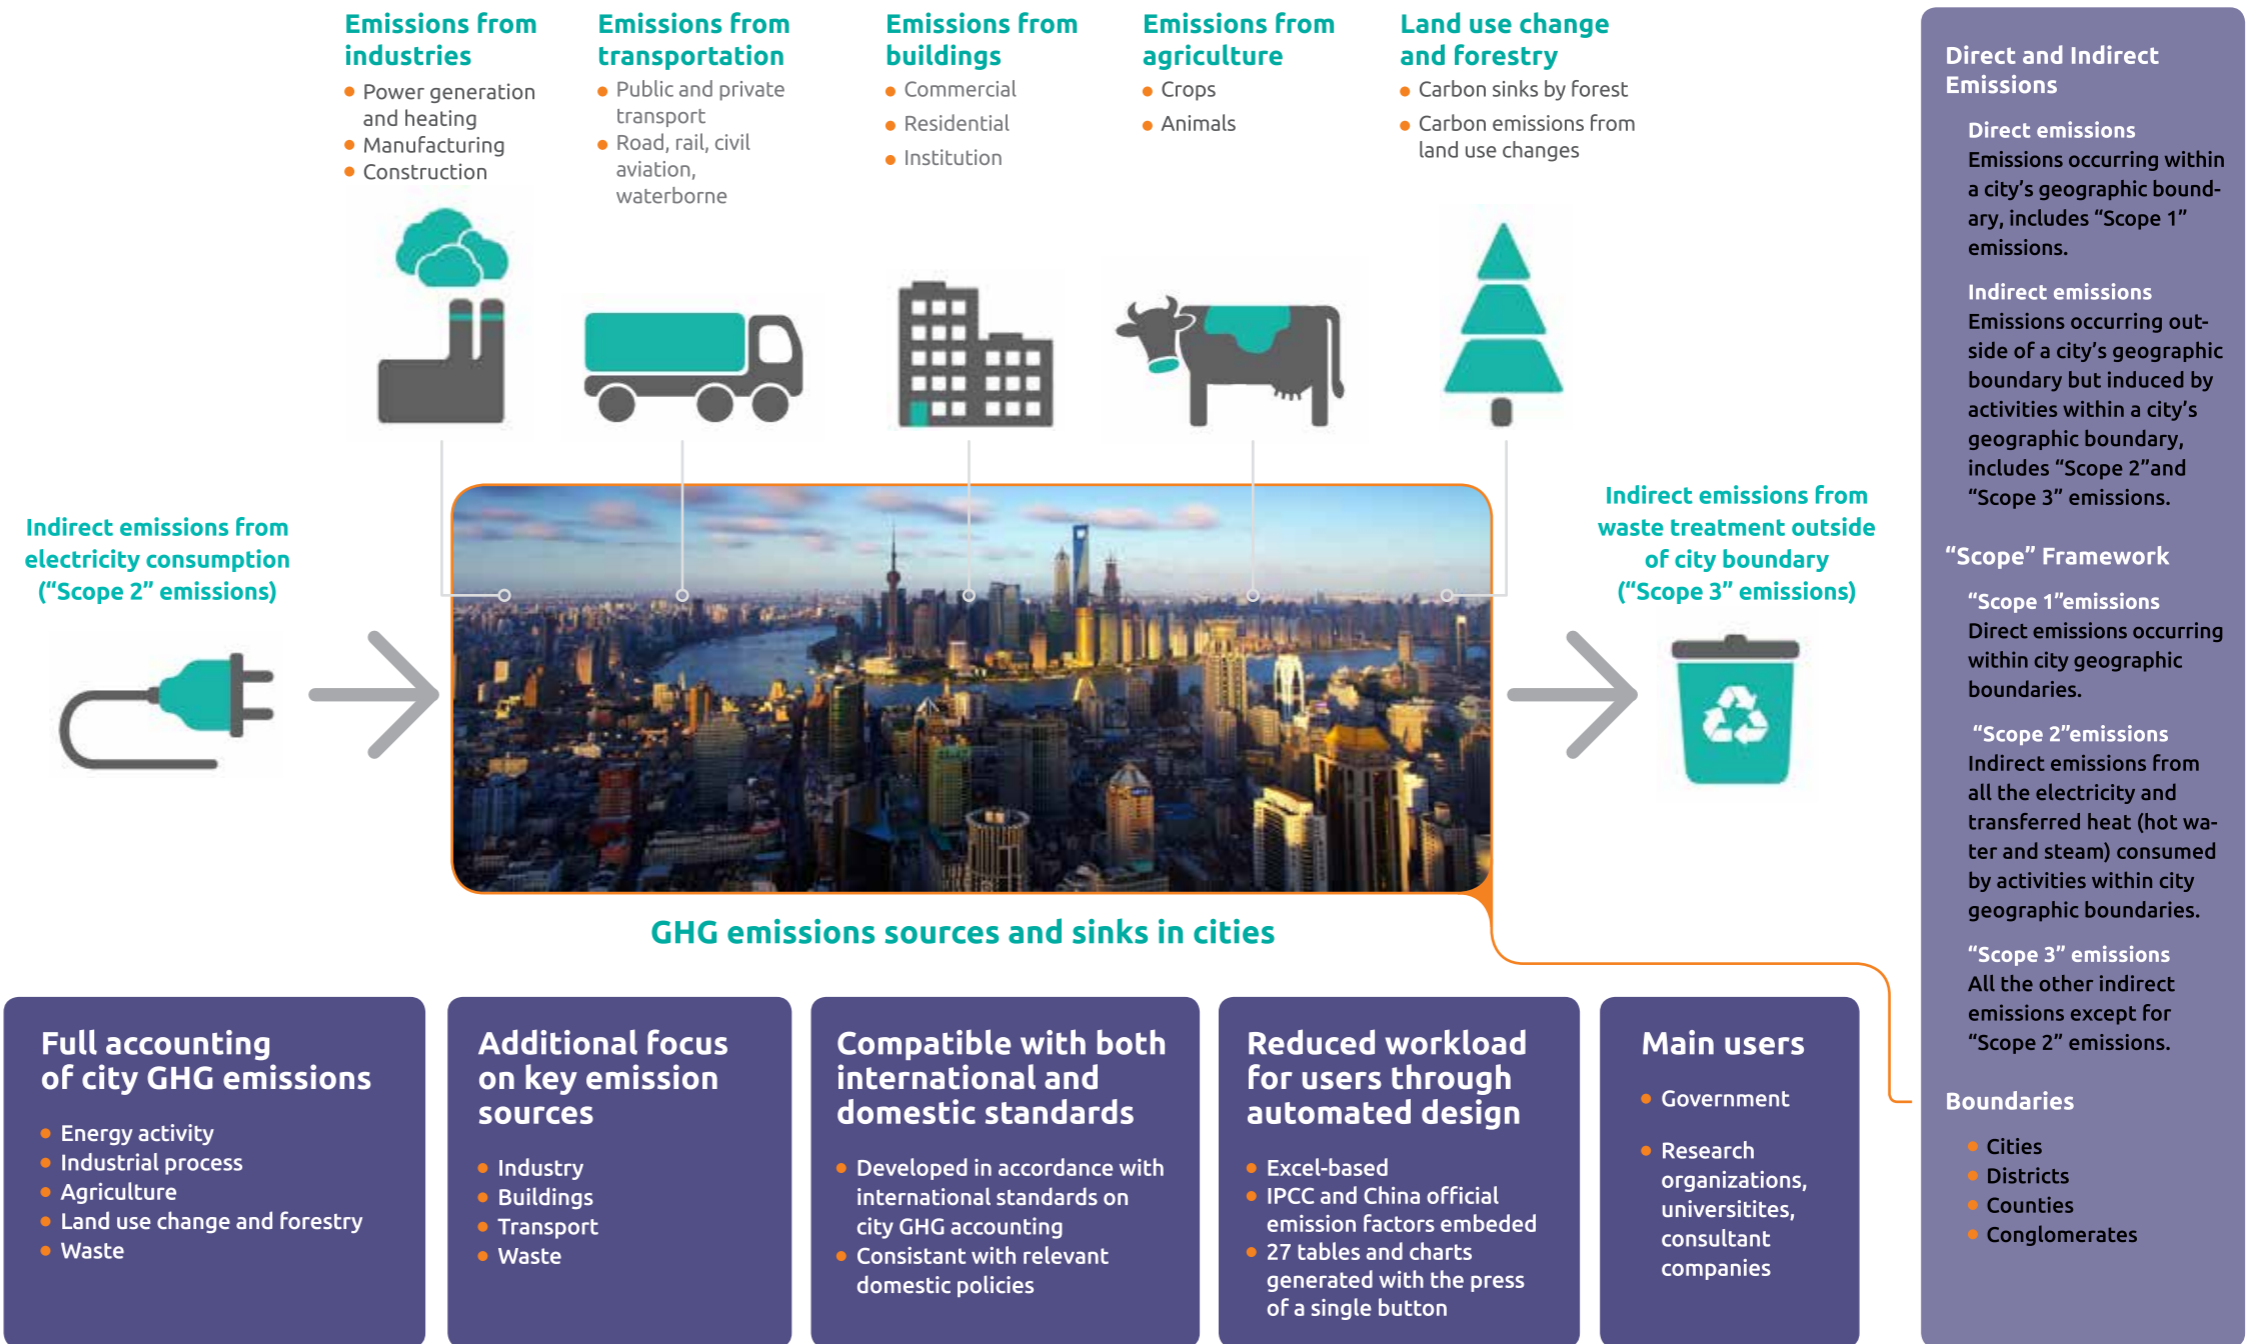 Emissions from
industries
Power generation
and heating
Manufacturing
Construction
Emissions from
transportation
Public and private
transport
Road, rail, civil
aviation,
waterborne
Emissions from
buildings
Commercial
Residential
Institution
Emissions from
agriculture
Crops
Animals
Land use change
and forestry
Carbon sinks by forest
Carbon emissions from
land use changes
Indirect emissions from
electricity consumption
(“Scope 2” emissions)
Indirect emissions from
waste treatment outside
of city boundary
(“Scope 3” emissions)
GHG emissions sources and sinks in cities
Full accounting
of city GHG emissions
Energy activity
Industrial process
Agriculture
Land use change and forestry
Waste
Additional focus
on key emission
sources
Industry
Buildings
Transport
Waste
Compatible with both
international and
domestic standards
Developed in accordance with
international standards on
city GHG accounting
Consistant with relevant
domestic policies
Reduced workload
for users through
automated design
Excel-based
IPCC and China official
emission factors embeded
27 tables and charts
generated with the press
of a single button
Main users
Government
Research
organizations,
universitites,
consultant
companies
Direct and Indirect
Emissions
Direct emissions
Emissions occurring within
a city’s geographic bound-
ary, includes “Scope 1”
emissions.
Indirect emissions
Emissions occurring out-
side of a city’s geographic
boundary but induced by
activities within a city’s
geographic boundary,
includes “Scope 2”and
“Scope 3” emissions.
“Scope” Framework
“Scope 1”emissions
Direct emissions occurring
within city geographic
boundaries.
“Scope 2”emissions
Indirect emissions from
all the electricity and
transferred heat (hot wa-
ter and steam) consumed
by activities within city
geographic boundaries.
“Scope 3” emissions
All the other indirect
emissions except for
“Scope 2” emissions.
Boundaries
Cities
Districts
Counties
Conglomerates